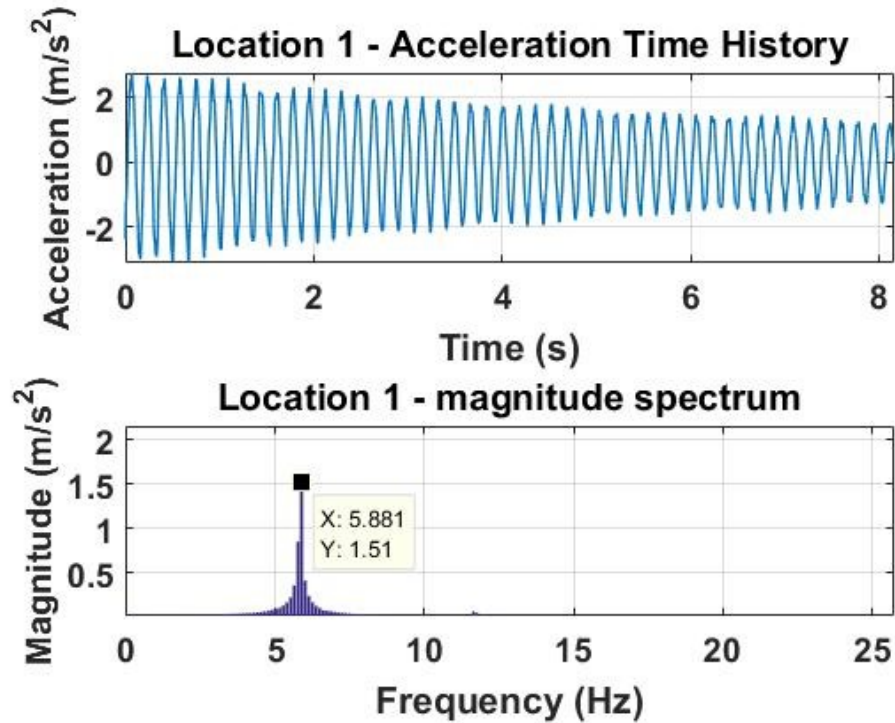 Location 1 - Acceleration Time History
Acceleration (m/s²)
2
0
-2
0 2 4 6 8
Time (s)
Location 1 - magnitude spectrum
Magnitude (m/s²)
2
1.5
1
0.5
X: 5.881
Y: 1.51
0 5 10 15 20 25
Frequency (Hz)